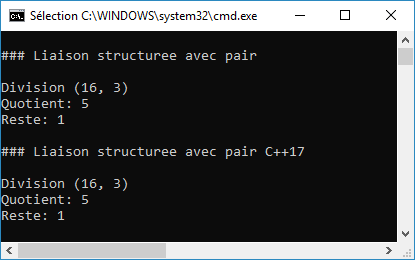 Sélection C:\WINDOWS\system32\cmd.exe
### Liaison structuree avec pair
Division (16, 3)
Quotient: 5
Reste: 1
### Liaison structuree avec pair C++17
Division (16, 3)
Quotient: 5
Reste: 1